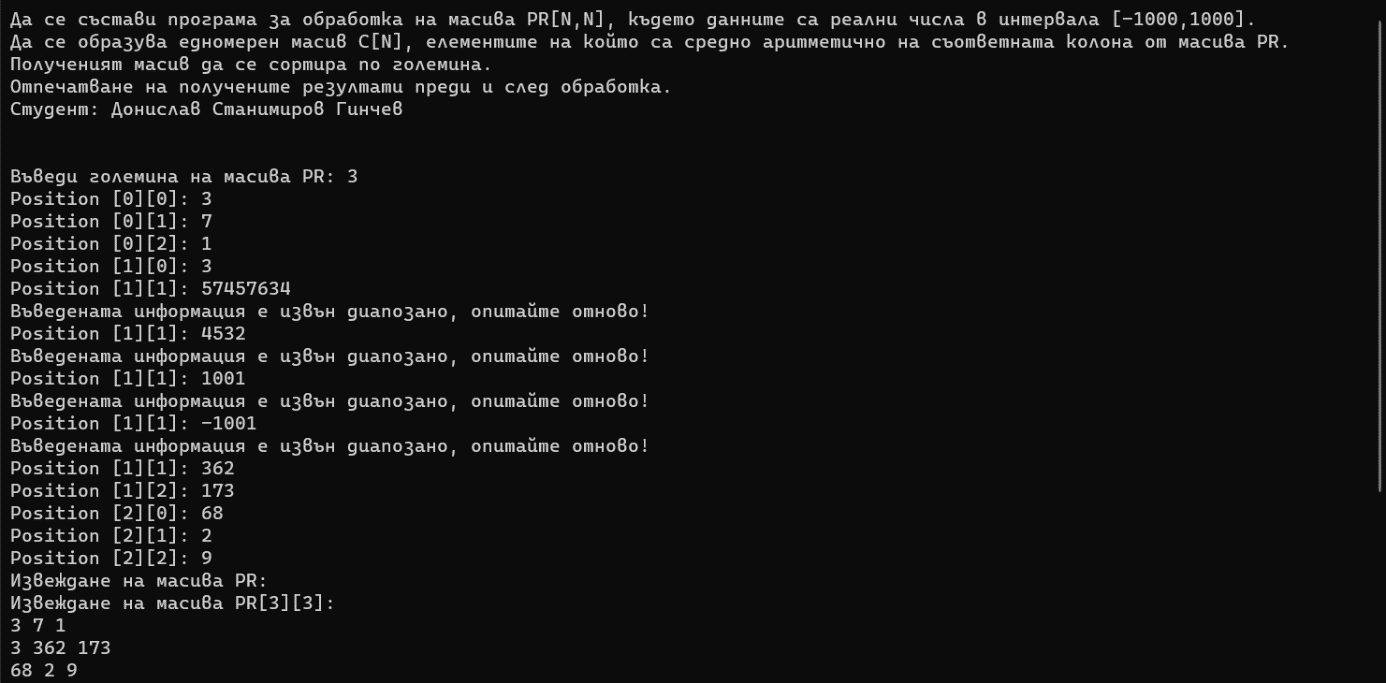 Да се състави програма за обработка на масива PR[N,N], където данните са реални числа в интервала [-1000,1000].
Да се образува едномерен масив C[N], елементите на който са средно аритметично на съответната колона от масива PR.
Полученият масив да се сортира по големина.
Отпечатване на получените резултати преди и след обработка.
Студент: Донислав Станимиров Гинчев
Въведи големина на масива PR: 3
Position [0][0]: 3
Position [0][1]: 7
Position [0][2]: 1
Position [1][0]: 3
Position [1][1]: 57457634
Въведената информация е извън диапозано, опитайте отново!
Position [1][1]: 4532
Въведената информация е извън диапозано, опитайте отново!
Position [1][1]: 1001
Въведената информация е извън диапозано, опитайте отново!
Position [1][1]: -1001
Въведената информация е извън диапозано, опитайте отново!
Position [1][1]: 362
Position [1][2]: 173
Position [2][0]: 68
Position [2][1]: 2
Position [2][2]: 9
Извеждане на масива PR:
Извеждане на масива PR[3][3]:
3 7 1
3 362 173
68 2 9